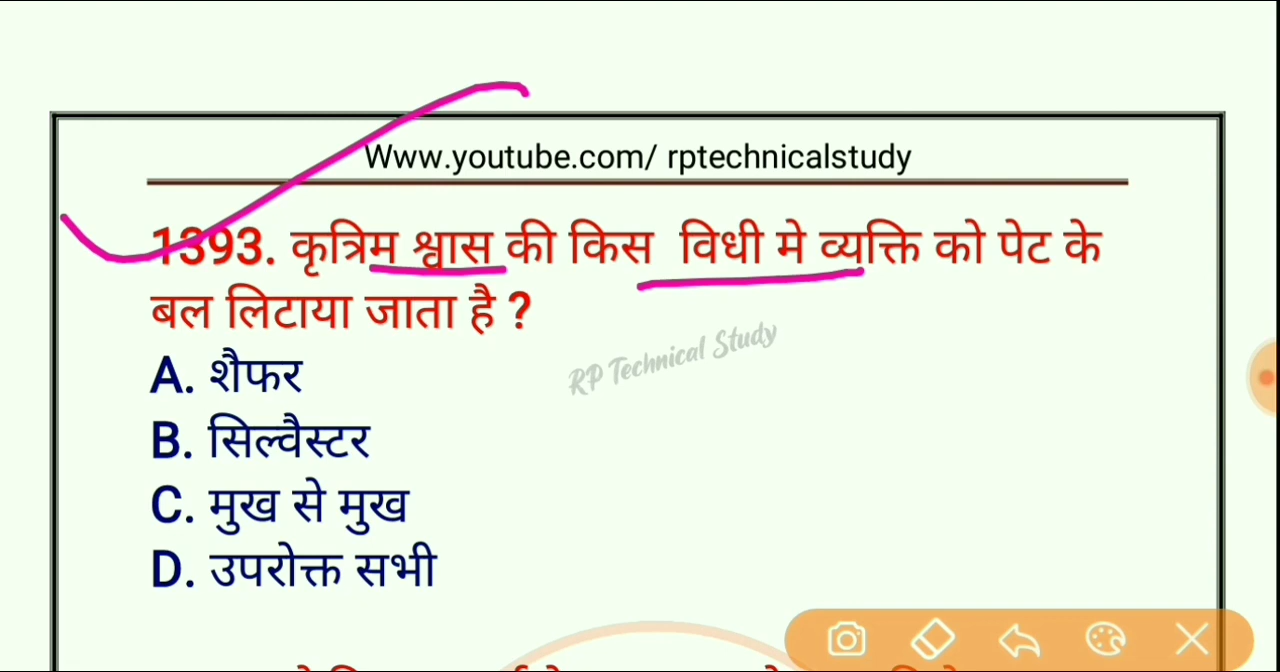 Www.youtube.com/ rptechnicalstudy
1393. कृत्रिम श्वास की किस विधी मे व्यक्ति को पेट के
बल लिटाया जाता है ?
RP Technical Study
A. शैफर
B. सिल्वैस्टर
C. मुख से मुख
D. उपरोक्त सभी